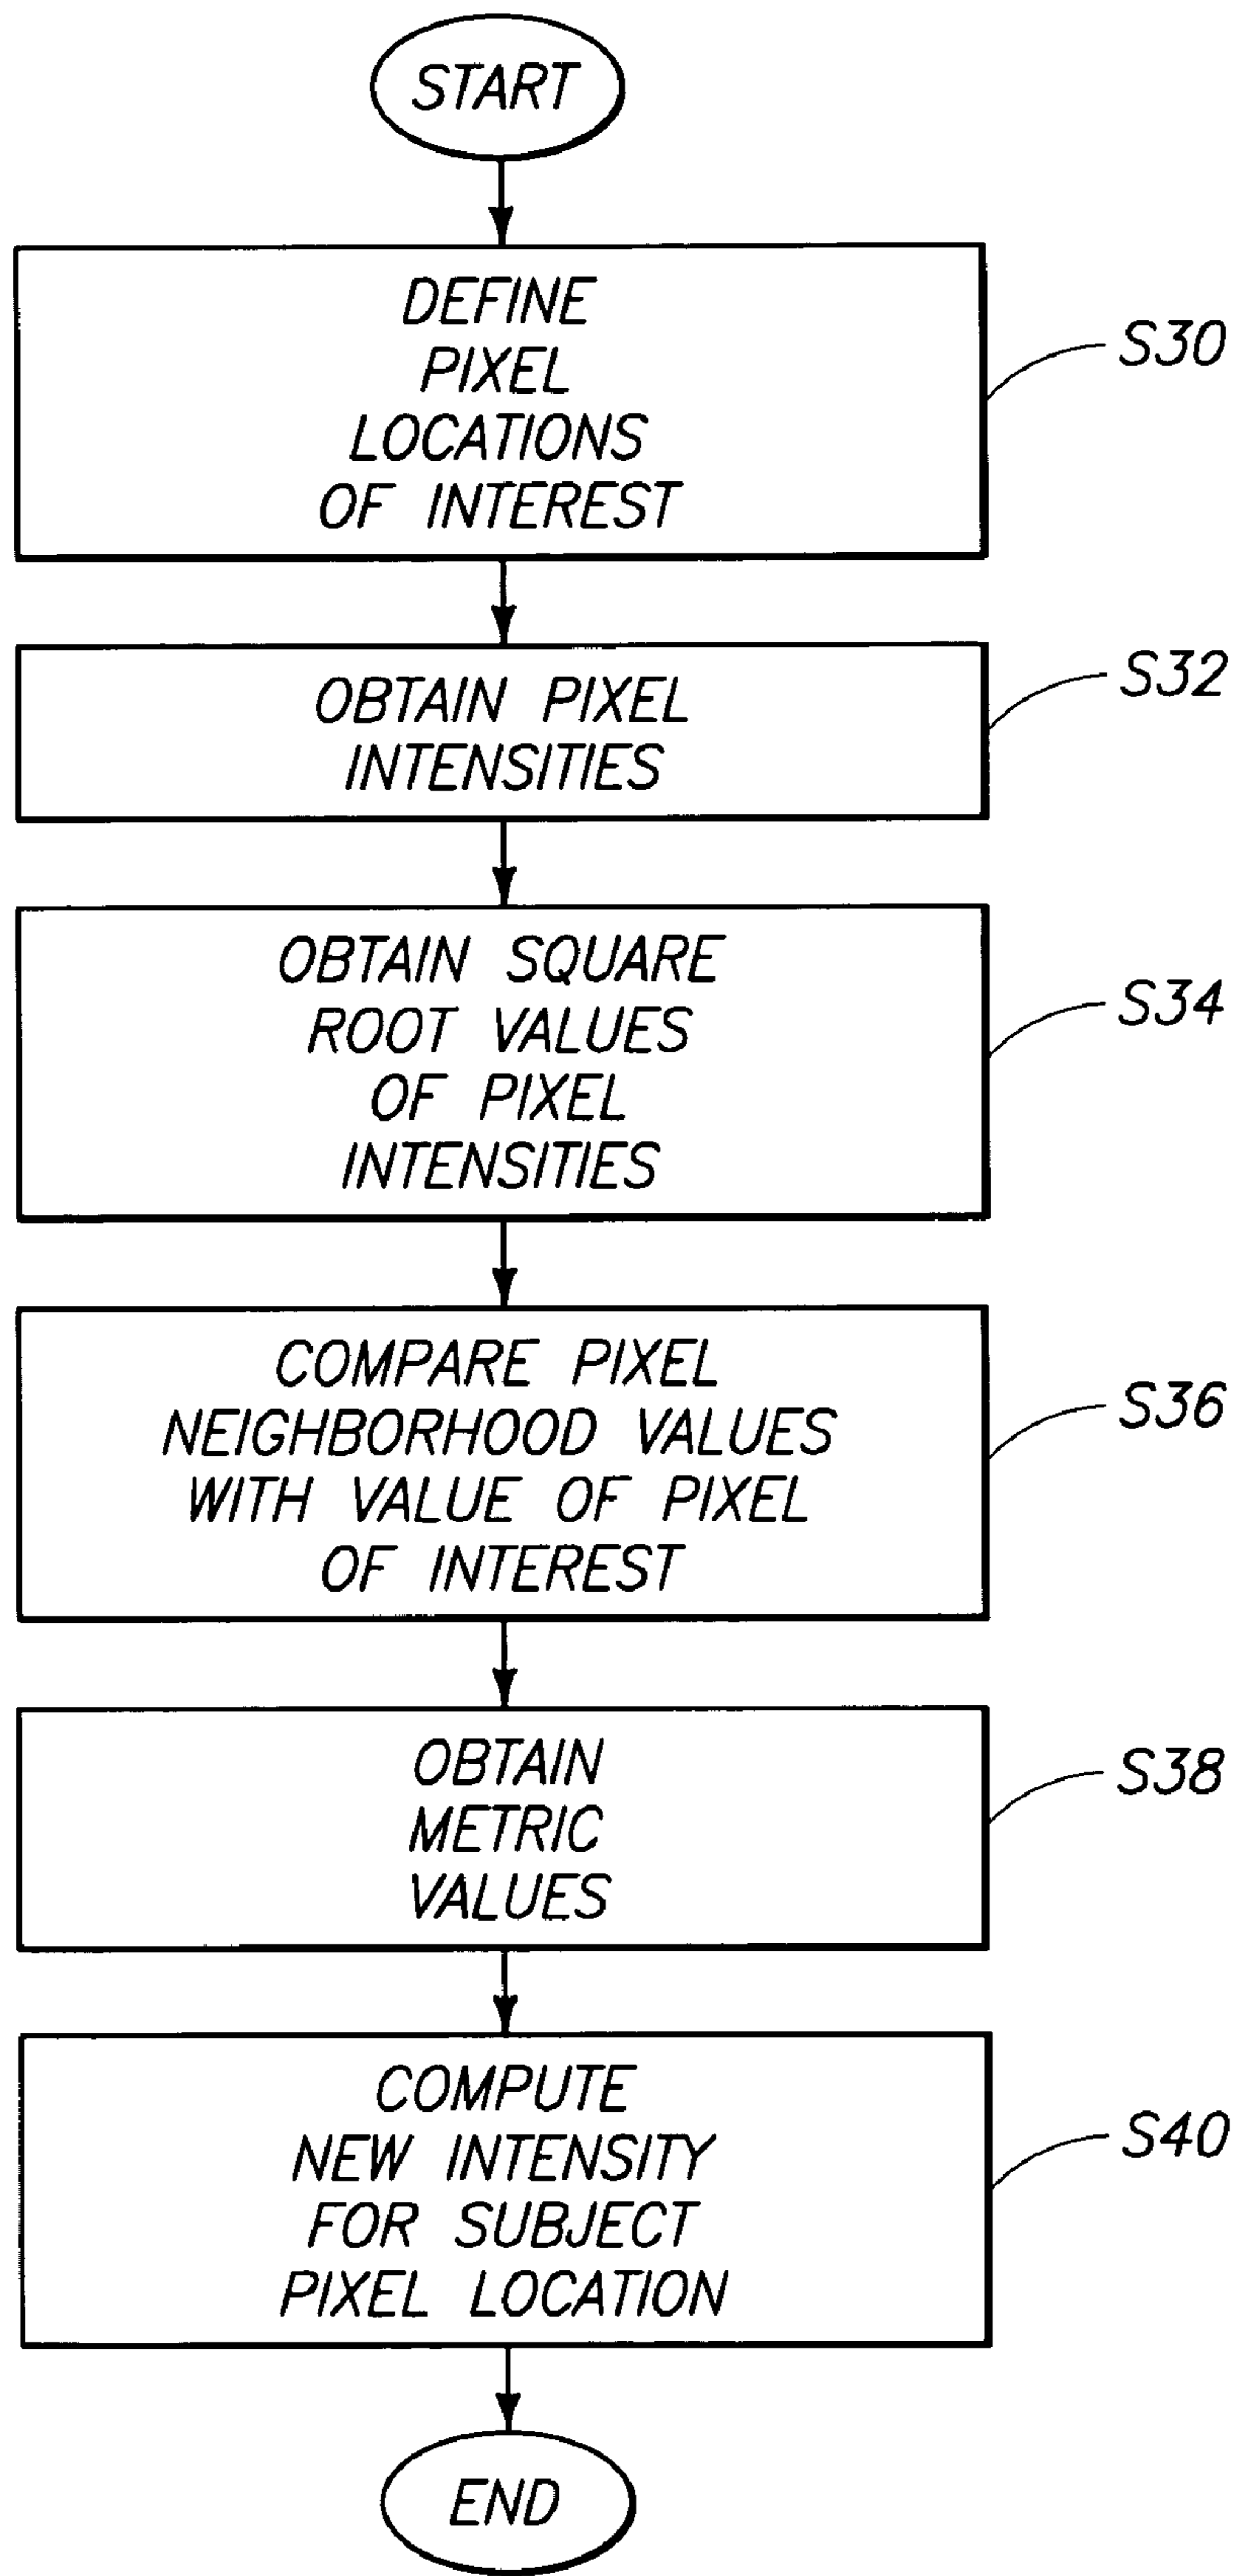 START
DEFINE
PIXEL
LOCATIONS
OF INTEREST
S30
OBTAIN PIXEL
INTENSITIES
S32
OBTAIN SQUARE
ROOT VALUES
OF PIXEL
INTENSITIES
S34
COMPARE PIXEL
NEIGHBORHOOD VALUES
WITH VALUE OF PIXEL
OF INTEREST
S36
OBTAIN
METRIC
VALUES
S38
COMPUTE
NEW INTENSITY
FOR SUBJECT
PIXEL LOCATION
S40
END